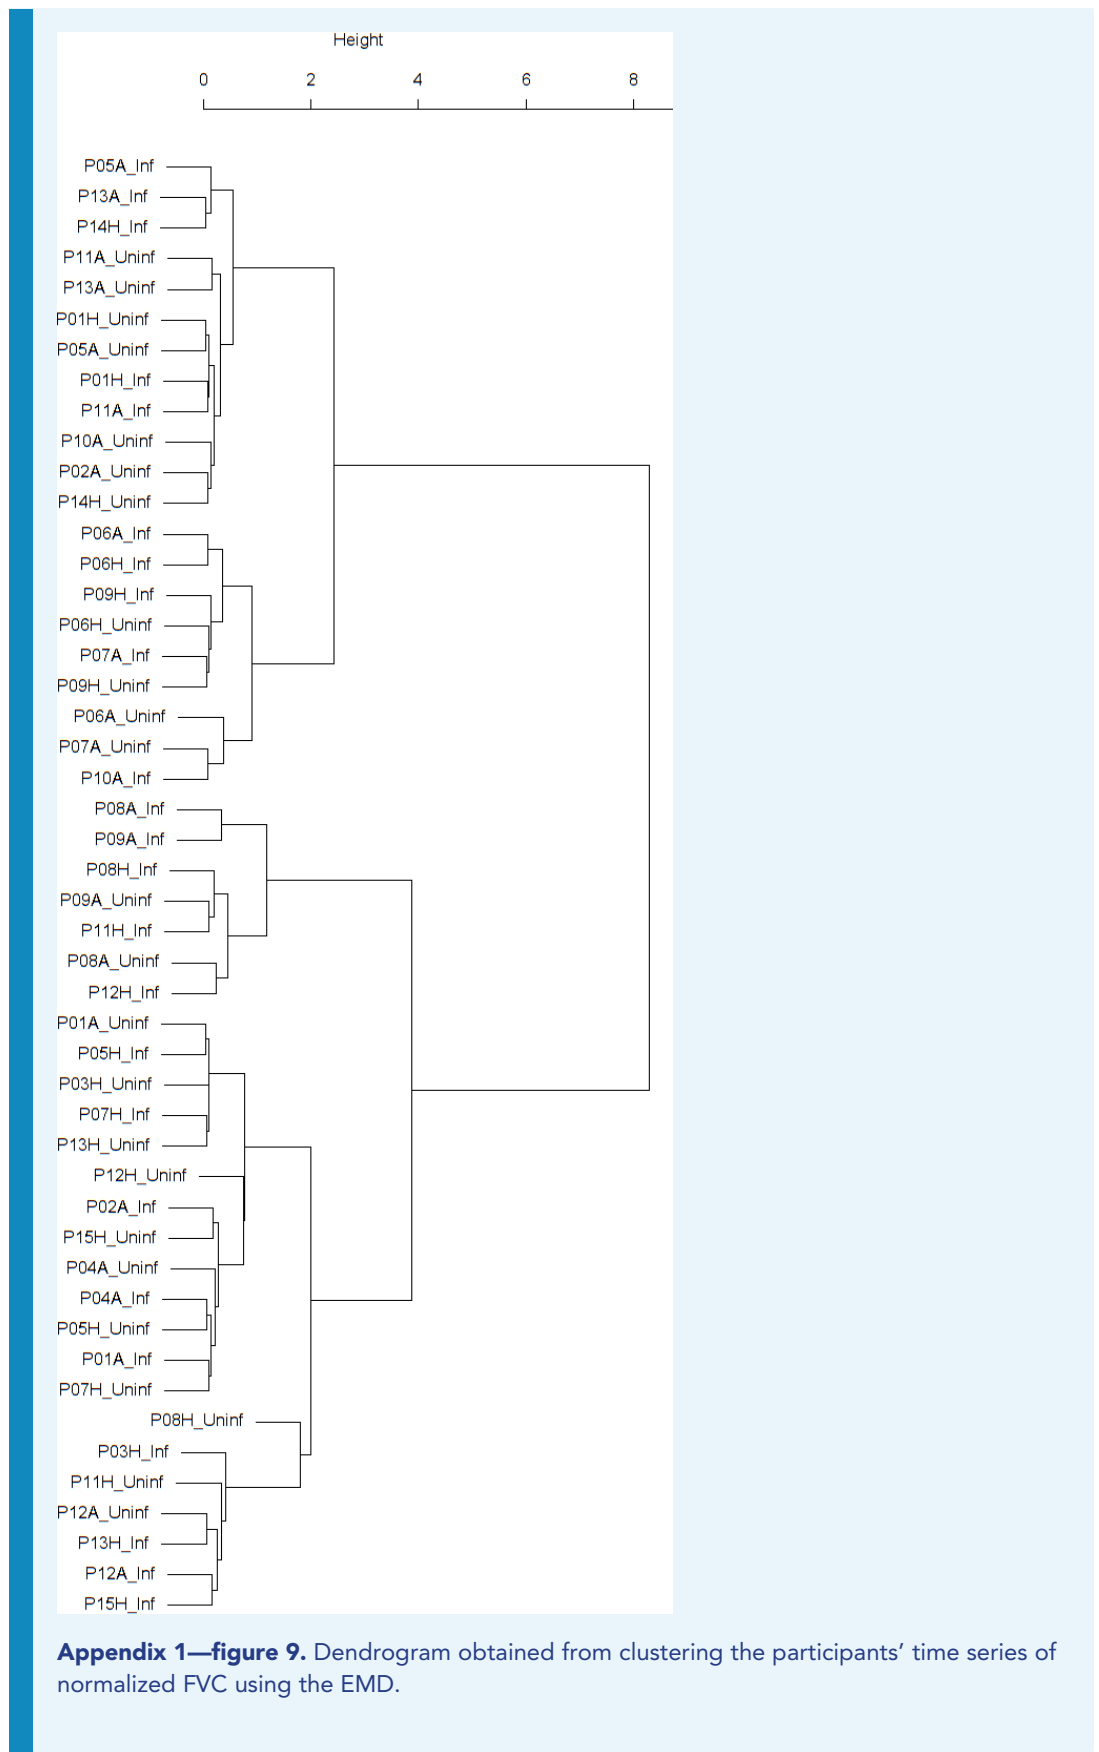 Height
0 2 4 6 8
P05A_Inf
P13A_Inf
P14H_Inf
P11A_Uninf
P13A_Uninf
P01H_Uninf
P05A_Uninf
P01H_Inf
P11A_Inf
P10A_Uninf
P02A_Uninf
P14H_Uninf
P06A_Inf
P06H_Inf
P09H_Inf
P06H_Uninf
P07A_Inf
P09H_Uninf
P06A_Uninf
P07A_Uninf
P10A_Inf
P08A_Inf
P09A_Inf
P08H_Inf
P09A_Uninf
P11H_Inf
P08A_Uninf
P12H_Inf
P01A_Uninf
P05H_Inf
P03H_Uninf
P07H_Inf
P13H_Uninf
P12H_Uninf
P02A_Inf
P15H_Uninf
P04A_Uninf
P04A_Inf
P05H_Uninf
P01A_Inf
P07H_Uninf
P08H_Uninf
P03H_Inf
P11H_Uninf
P12A_Uninf
P13H_Inf
P12A_Inf
P15H_Inf
Appendix 1—figure 9. Dendrogram obtained from clustering the participants’ time series of
normalized FVC using the EMD.